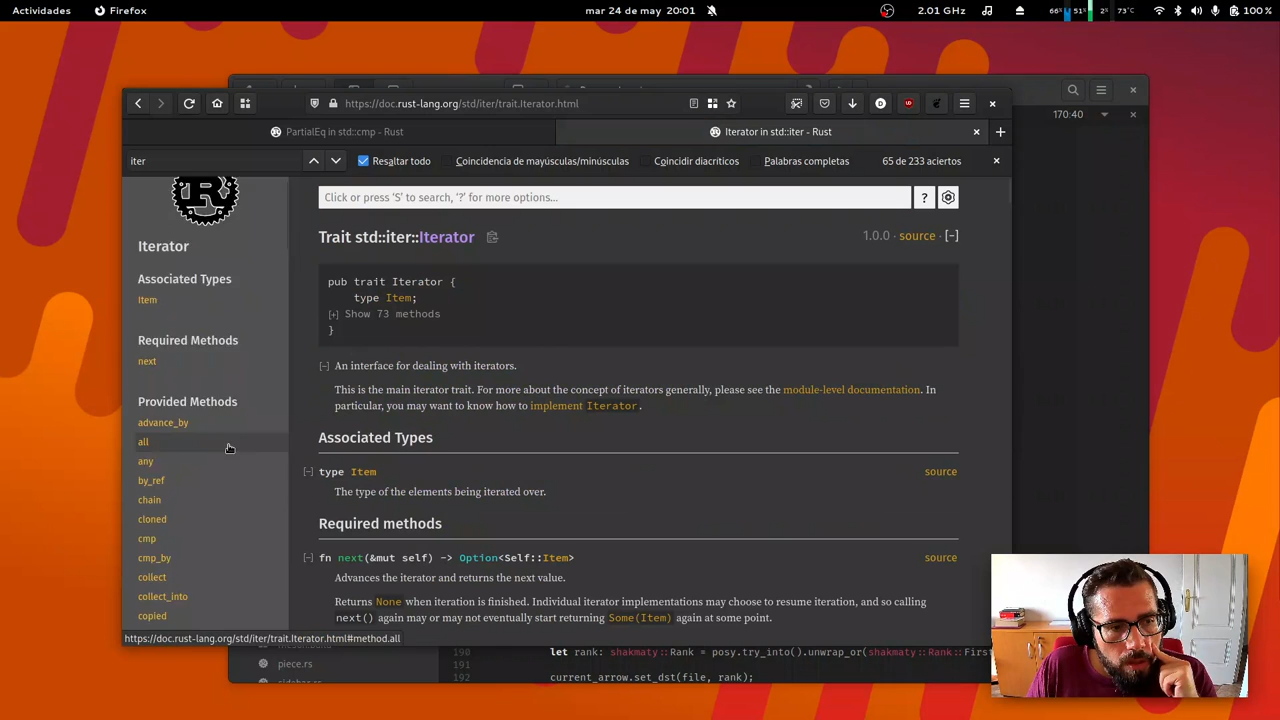 Actividades
Firefox
mar 24 de may 20:01
2.01 GHz
66%
51%
2%
73°C
100 %
https://doc.rust-lang.org/std/iter/trait.Iterator.html
PartialEq in std::cmp - Rust
Iterator in std::iter - Rust
170:40
iter
Resaltar todo
Coincidencia de mayúsculas/minúsculas
Coincidir diacríticos
Palabras completas
65 de 233 aciertos
Click or press ‘S’ to search, ‘?’ for more options…
?
Iterator
Trait std::iter::Iterator
1.0.0 · source · [−]
Associated Types
Item
pub trait Iterator {
type Item;
[+] Show 73 methods
}
Required Methods
next
[−] An interface for dealing with iterators.
This is the main iterator trait. For more about the concept of iterators generally, please see the module-level documentation. In
particular, you may want to know how to implement Iterator.
Provided Methods
advance_by
all
any
by_ref
chain
cloned
cmp
cmp_by
collect
collect_into
copied
Associated Types
[−] type Item
source
The type of the elements being iterated over.
Required methods
[−] fn next(&mut self) -> Option<Self::Item>
source
Advances the iterator and returns the next value.
Returns None when iteration is finished. Individual iterator implementations may choose to resume iteration, and so calling
next() again may or may not eventually start returning Some(Item) again at some point.
https://doc.rust-lang.org/std/iter/trait.Iterator.html#method.all
piece.rs
190
let rank: shakmaty::Rank = posy.try_into().unwrap_or(shakmaty::Rank::First
191
192
current_arrow.set_dst(file, rank);